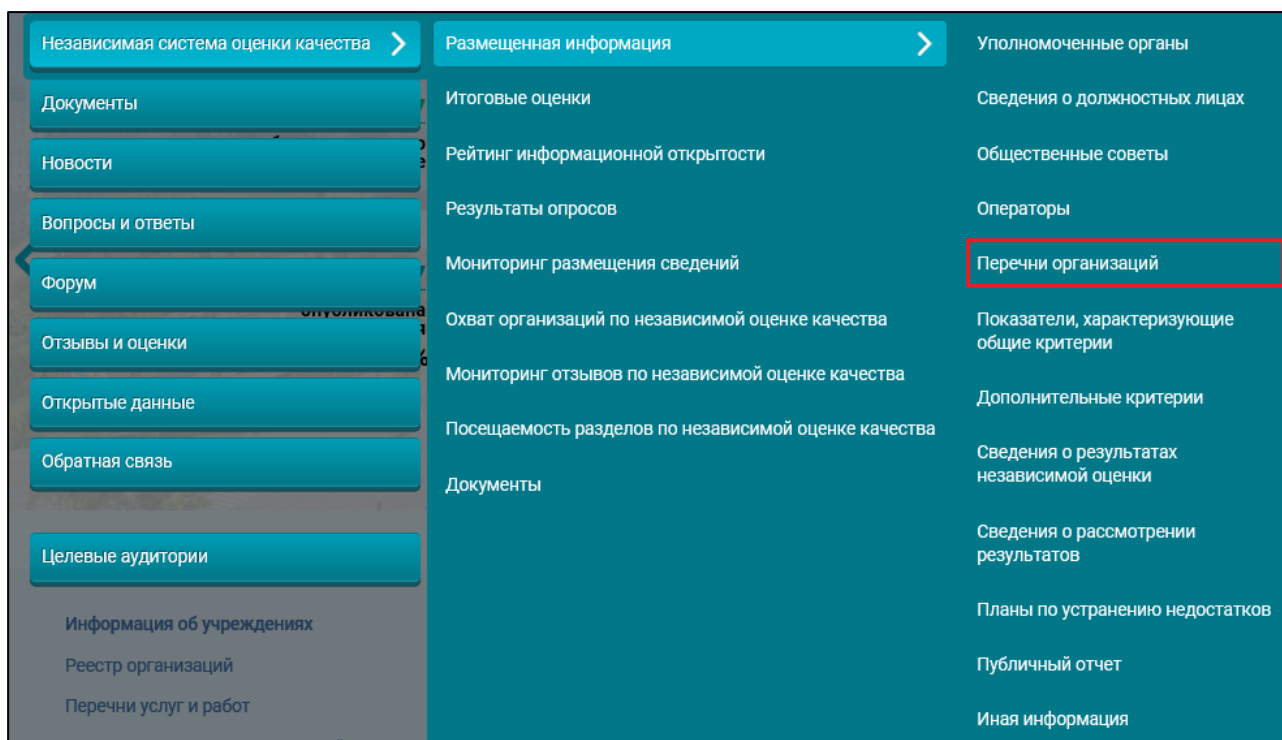 Независимая система оценки качества
Документы
Новости
Вопросы и ответы
Форум
Отзывы и оценки
Открытые данные
Обратная связь
Целевые аудитории
Информация об учреждениях
Реестр организаций
Перечни услуг и работ
Размещенная информация
Итоговые оценки
Рейтинг информационной открытости
Результаты опросов
Мониторинг размещения сведений
Охват организаций по независимой оценке качества
Мониторинг отзывов по независимой оценке качества
Посещаемость разделов по независимой оценке качества
Документы
Уполномоченные органы
Сведения о должностных лицах
Общественные советы
Операторы
Перечни организаций
Показатели, характеризующие
общие критерии
Дополнительные критерии
Сведения о результатах
независимой оценки
Сведения о рассмотрении
результатов
Планы по устранению недостатков
Публичный отчет
Иная информация